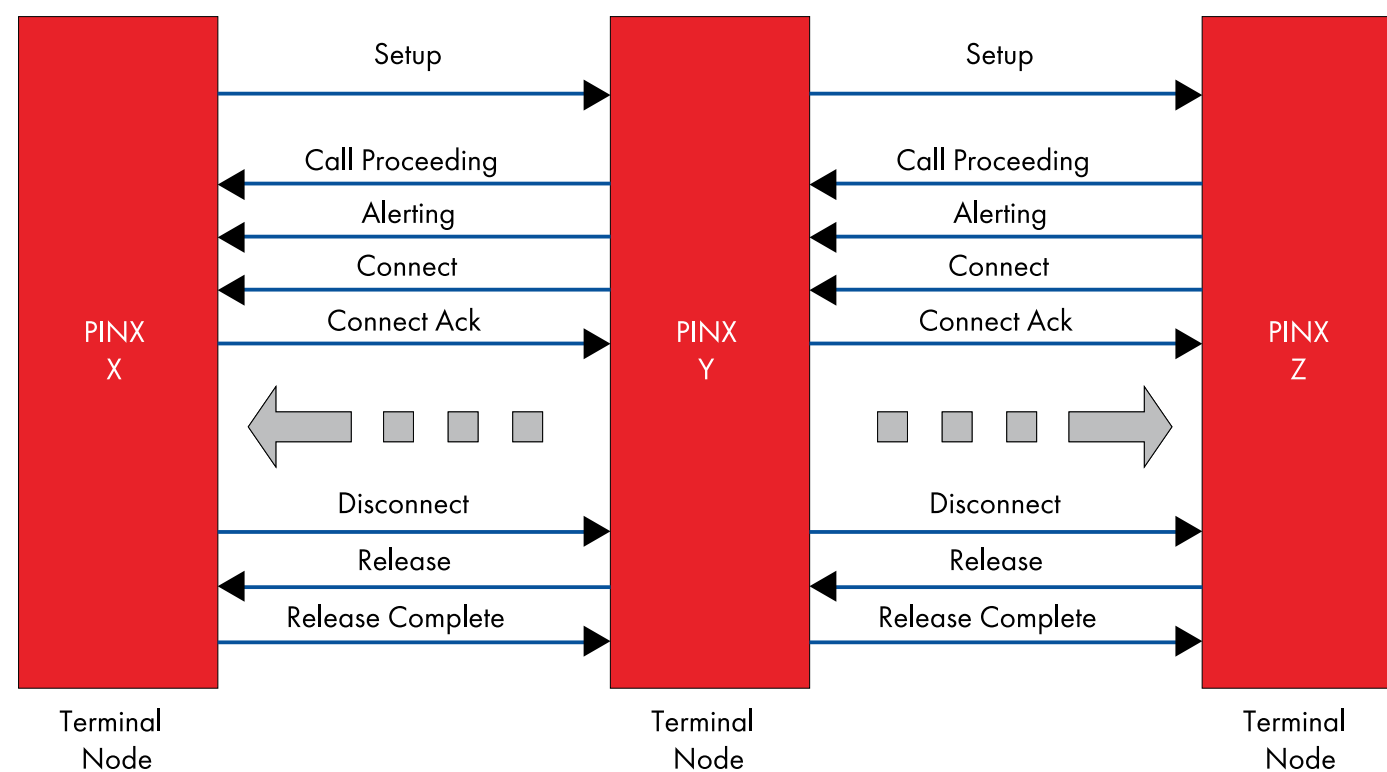 Setup
Setup
Call Proceeding
Call Proceeding
Alerting
Alerting
Connect
Connect
Connect Ack
Connect Ack
PINX
X
PINX
Y
PINX
Z
Disconnect
Disconnect
Release
Release
Release Complete
Release Complete
Terminal
Node
Terminal
Node
Terminal
Node